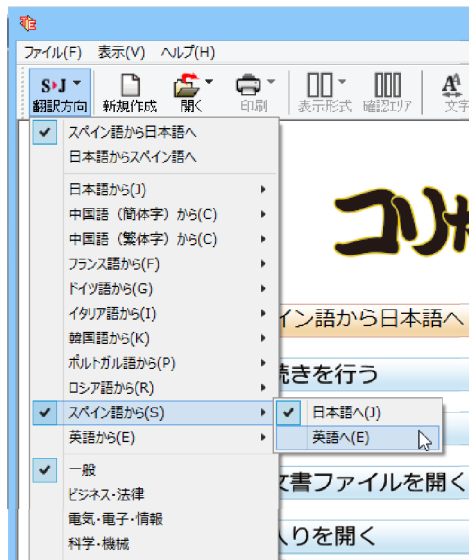 ファイル(F) 表示(V) ヘルプ(H)
S▸J
翻訳方向 新規作成 開く 印刷 表示形式 確認エリア 文字
スペイン語から日本語へ
日本語からスペイン語へ
日本語から(J)
中国語（簡体字）から(C)
中国語（繁体字）から(C)
フランス語から(F)
ドイツ語から(G)
イタリア語から(I)
韓国語から(K)
ポルトガル語から(P)
ロシア語から(R)
スペイン語から(S)
日本語へ(J)
英語から(E)
英語へ(E)
一般
ビジネス・法律
電気・電子・情報
科学・機械
コリャ
イン語から日本語へ
続きを行う
文書ファイルを開く
入りを開く